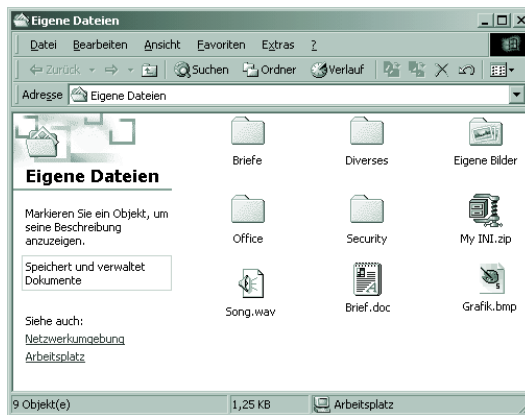 Eigene Dateien
Datei Bearbeiten Ansicht Favoriten Extras ?
Zurück Suchen Ordner Verlauf
Adresse Eigene Dateien
Eigene Dateien
Markieren Sie ein Objekt, um
seine Beschreibung
anzuzeigen.
Speichert und verwaltet
Dokumente
Siehe auch:
Netzwerkumgebung
Arbeitsplatz
Briefe Diverses Eigene Bilder
Office Security My INI.zip
Song.wav Brief.doc Grafik.bmp
9 Objekt(e) 1,25 KB Arbeitsplatz